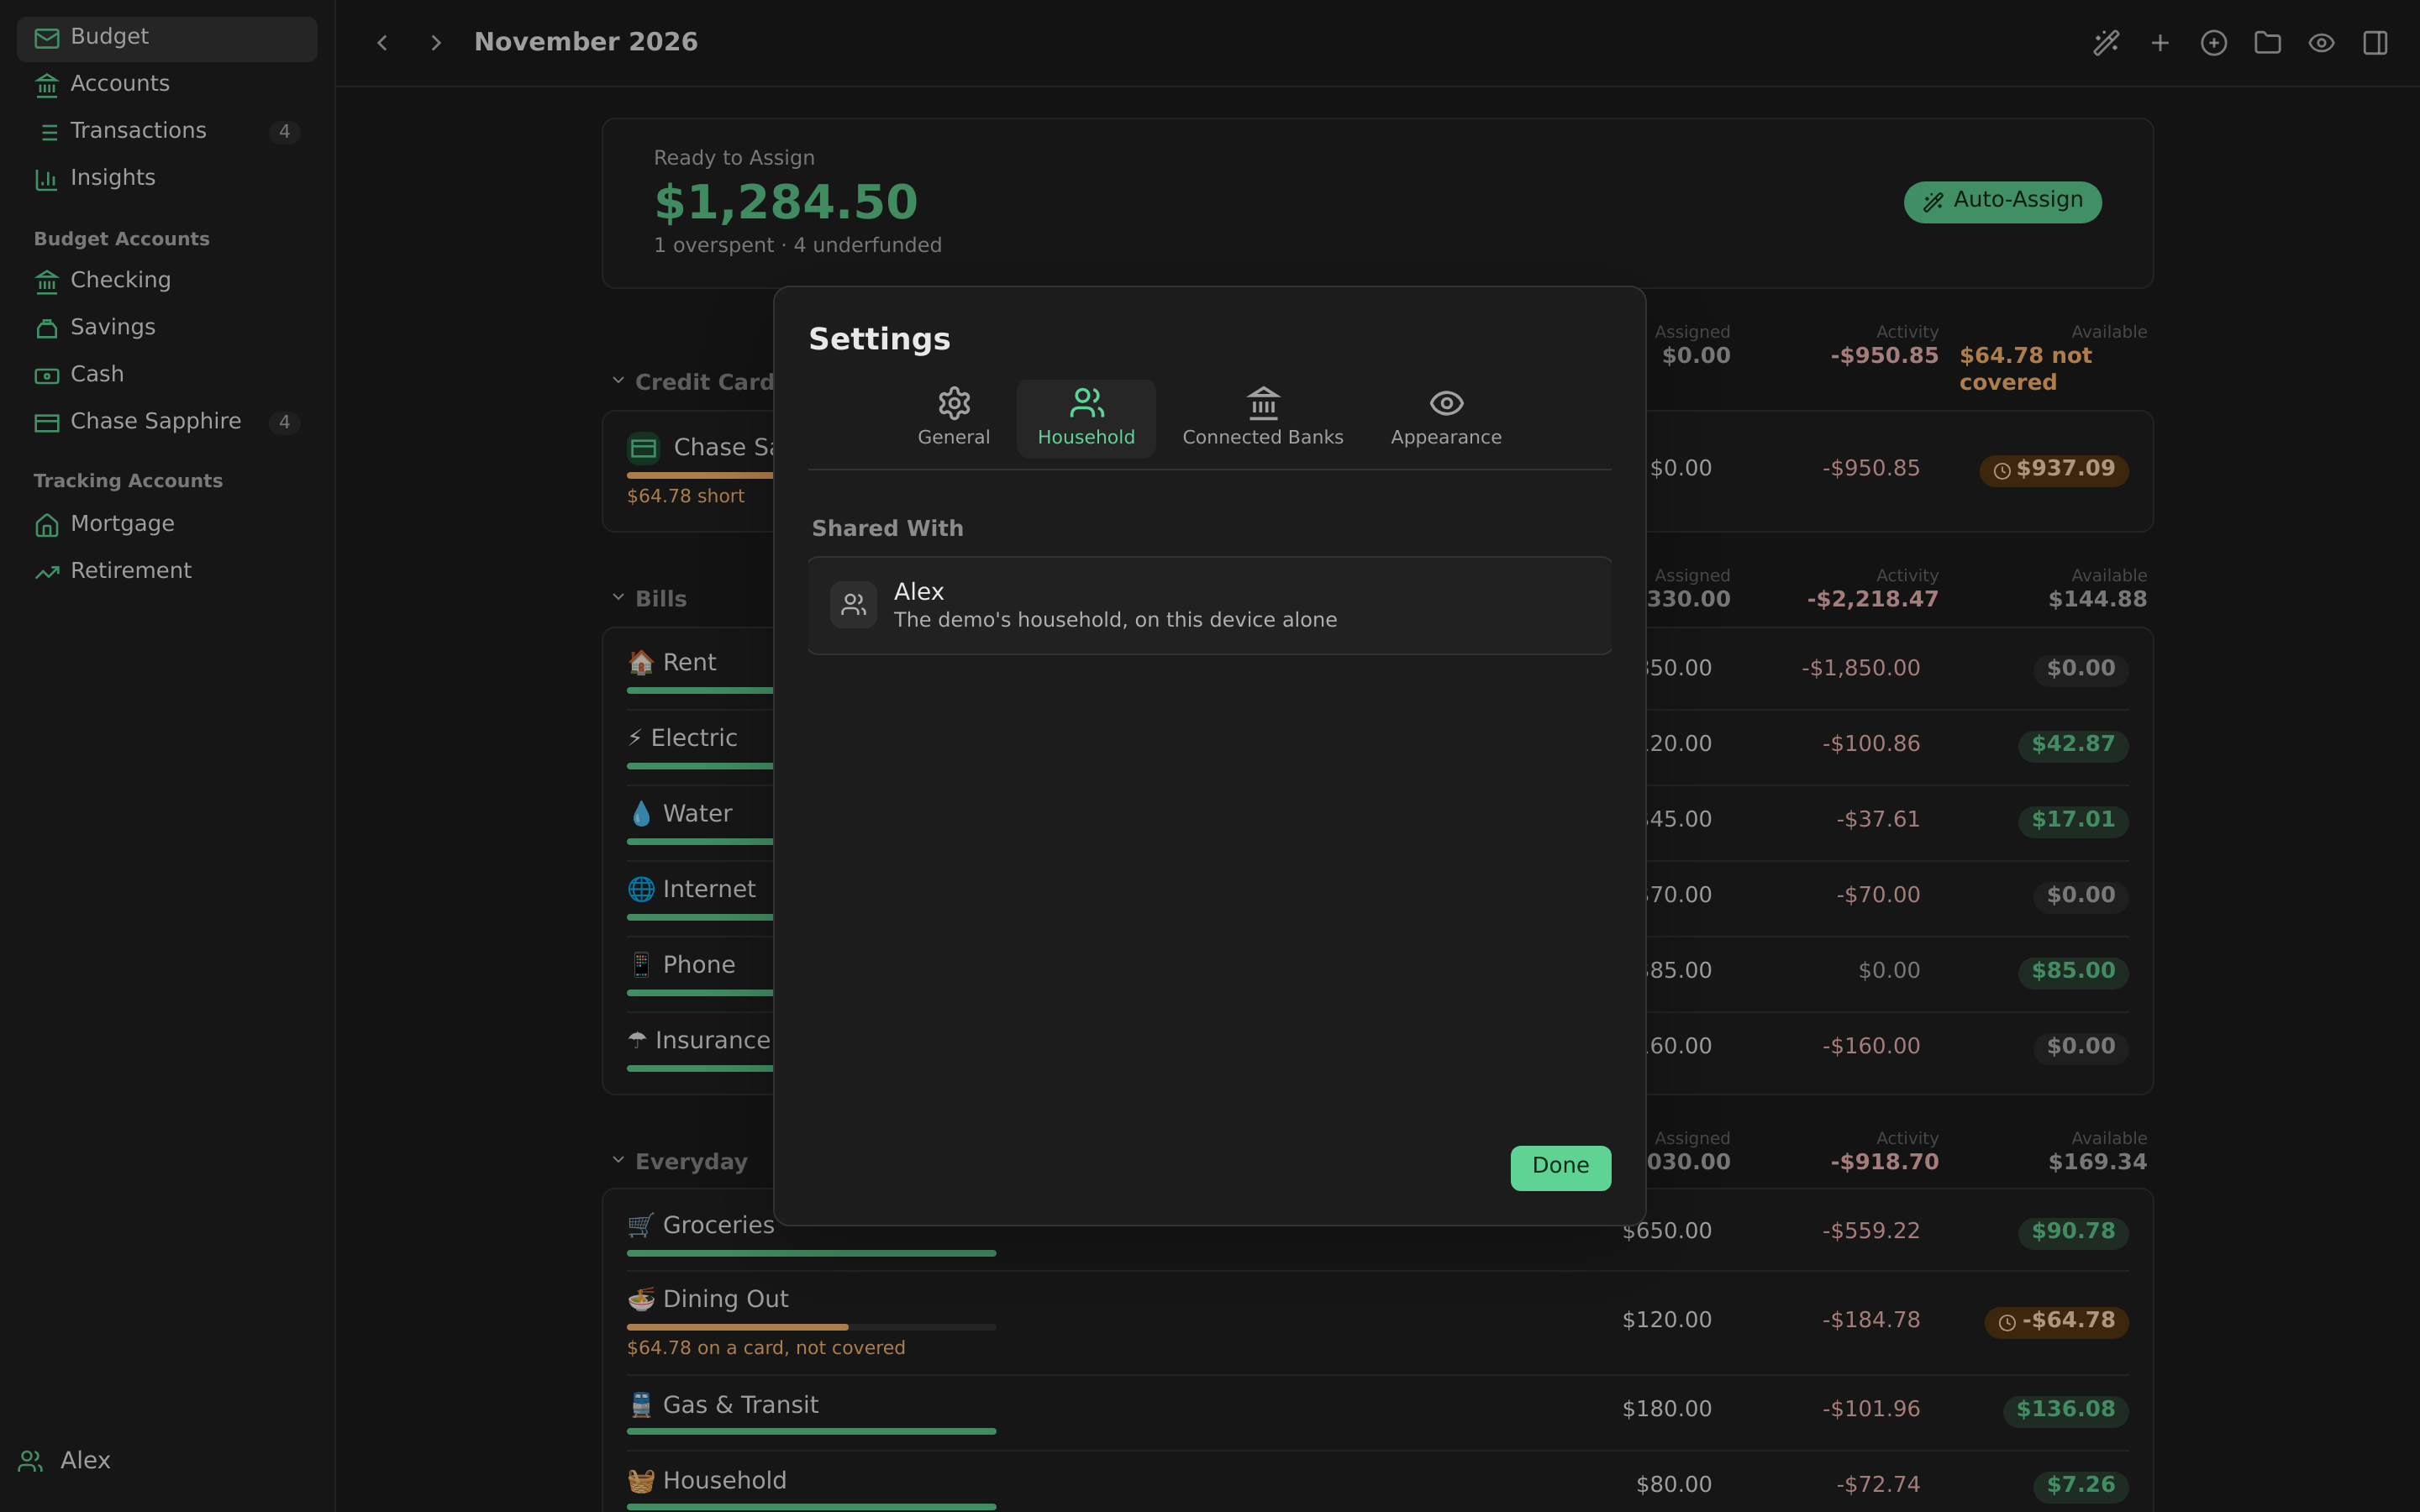 Budget
Accounts
Transactions 4
Insights
Budget Accounts
Checking
Savings
Cash
Chase Sapphire 4
Tracking Accounts
Mortgage
Retirement
Alex
November 2026
Ready to Assign
$1,284.50
1 overspent · 4 underfunded
Auto-Assign
Assigned Activity Available
Credit Card $0.00 -$950.85 $64.78 not covered
Chase $0.00 -$950.85 $937.09
$64.78 short
Assigned Activity Available
Bills -$2,218.47 $144.88
Rent -$1,850.00 $0.00
Electric -$100.86 $42.87
Water -$37.61 $17.01
Internet -$70.00 $0.00
Phone $0.00 $85.00
Insurance -$160.00 $0.00
Assigned Activity Available
Everyday -$918.70 $169.34
Groceries $650.00 -$559.22 $90.78
Dining Out $120.00 -$184.78 -$64.78
$64.78 on a card, not covered
Gas & Transit $180.00 -$101.96 $136.08
Household $80.00 -$72.74 $7.26
Settings
General Household Connected Banks Appearance
Shared With
Alex
The demo's household, on this device alone
Done